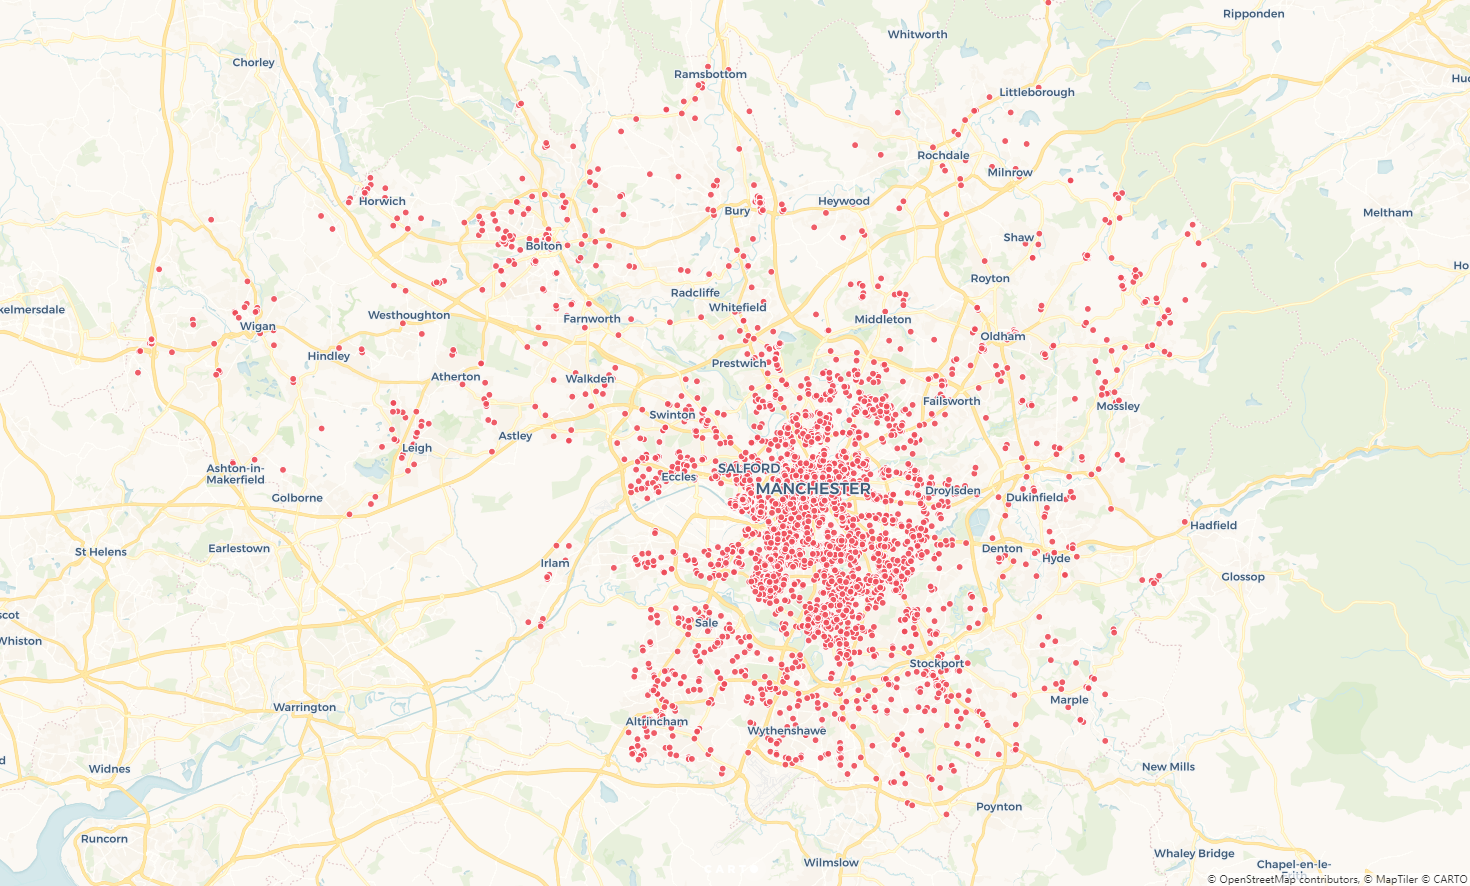 Ripponden
Whitworth
Chorley
Ramsbottom
Littleborough
Rochdale
Milnrow
Horwich
Bury
Heywood
Meltham
Shaw
Bolton
Royton
Radcliffe
Whitefield
kelmersdale
Westhoughton
Farnworth
Middleton
Wigan
Oldham
Hindley
Prestwich
Atherton
Walkden
Failsworth
Mossley
Swinton
Astley
Leigh
Ashton-in-
Makerfield
SALFORD
Eccles
MANCHESTER
Droylsden
Golborne
Dukinfield
Hadfield
St Helens
Earlestown
Denton
Hyde
Irlam
Glossop
scot
Sale
Whiston
Stockport
Marple
Warrington
Altrincham
Wythenshawe
d
Widnes
New Mills
Poynton
Runcorn
Whaley Bridge
Wilmslow
Chapel-en-le-
© OpenStreetMap contributors, © MapTiler © CARTO